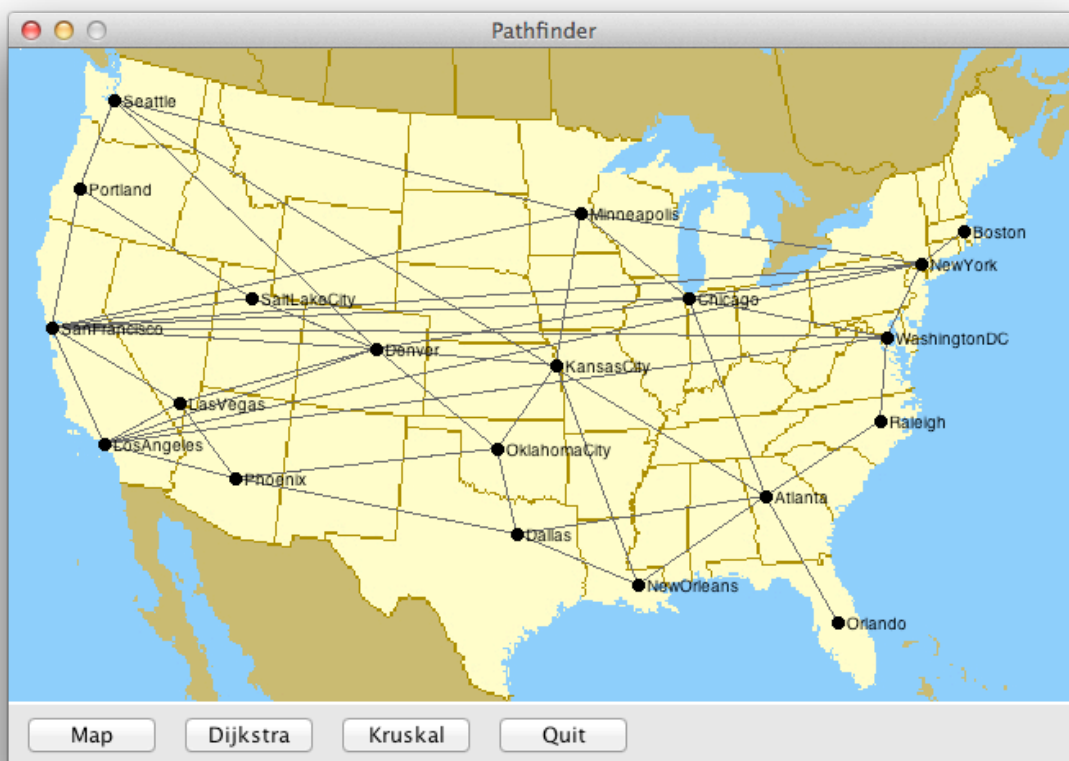 Pathfinder
Seattle
Portland
Minneapolis
Boston
NewYork
SaltLakeCity
Chicago
SanFrancisco
WashingtonDC
Denver
KansasCity
LasVegas
Raleigh
LosAngeles
OklahomaCity
Phoenix
Atlanta
Dallas
NewOrleans
Orlando
Map
Dijkstra
Kruskal
Quit